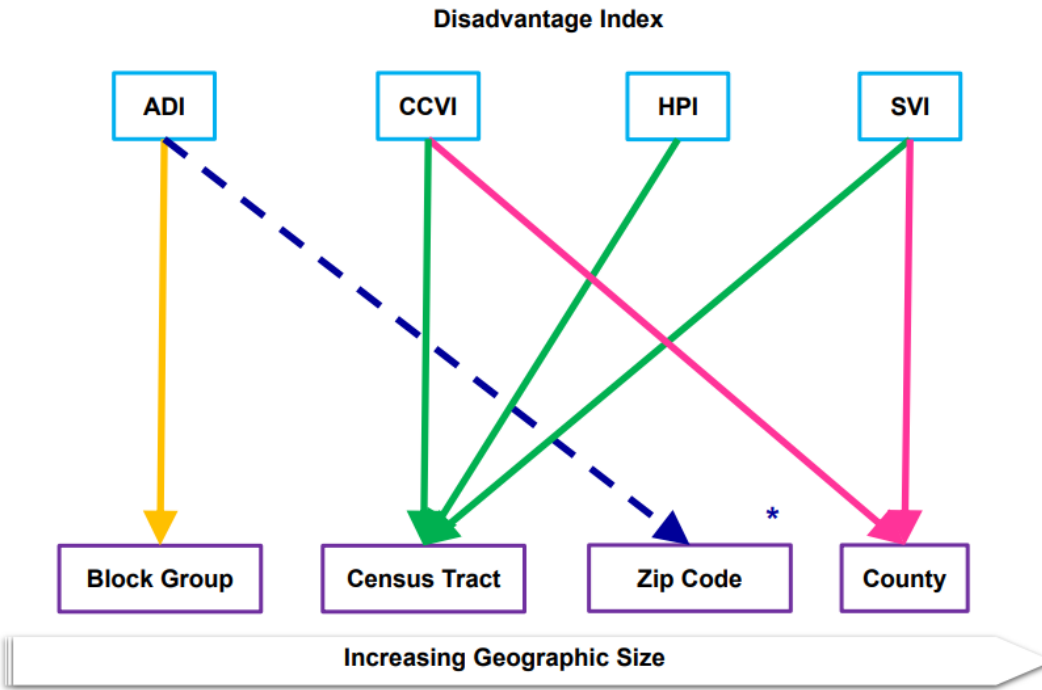 Disadvantage Index
ADI
CCVI
HPI
SVI
*
Block Group
Census Tract
Zip Code
County
Increasing Geographic Size